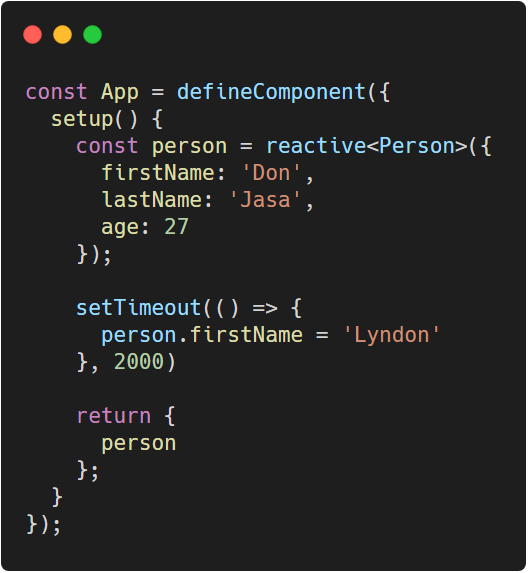 const App = defineComponent({
  setup() {
    const person = reactive<Person>({
      firstName: 'Don',
      lastName: 'Jasa',
      age: 27
    });

    setTimeout(() => {
      person.firstName = 'Lyndon'
    }, 2000)

    return {
      person
    };
  }
});